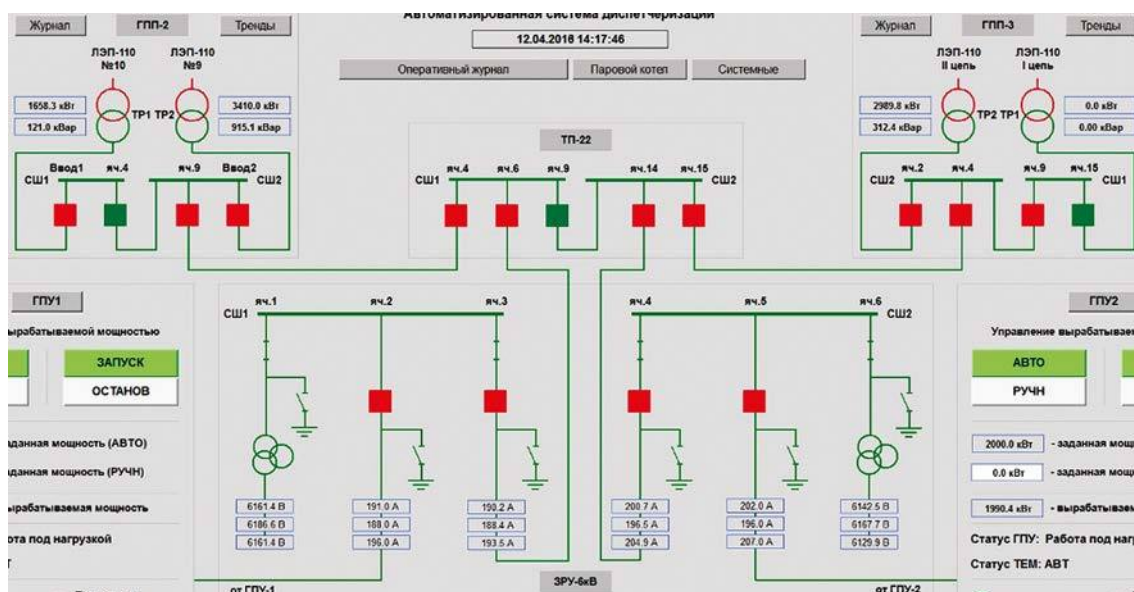 Автоматизированная система диспетчеризации
Журнал ГПП-2 Тренды
12.04.2016 14:17:46
Журнал ГПП-3 Тренды
Оперативный журнал Паровой котел Системные
ЛЭП-110 №10
ЛЭП-110 №9
1658.3 кВт
121.0 кВар
ТР1 ТР2
3410.0 кВт
915.1 кВар
Ввод1 яч.4 яч.9 Ввод2
СШ1 СШ2
ТП-22
яч.4 яч.6 яч.9 яч.14 яч.15
СШ1 СШ2
ЛЭП-110 II цепь
ЛЭП-110 I цепь
2989.8 кВт
312.4 кВар
ТР2 ТР1
0.0 кВт
0.00 кВар
яч.2 яч.4 яч.9 яч.15
СШ2 СШ1
ГПУ1
ырабатываемой мощностью
ЗАПУСК
ОСТАНОВ
аданная мощность (АВТО)
аданная мощность (РУЧН)
ырабатываемая мощность
ота под нагрузкой
Т
яч.1 яч.2 яч.3 яч.4 яч.5 яч.6
СШ1 СШ2
6161.4 В 191.0 А 190.2 А 200.7 А 202.0 А 6142.5 В
6186.6 В 188.0 А 188.4 А 196.5 А 196.0 А 6167.7 В
6161.4 В 196.0 А 193.5 А 204.9 А 207.0 А 6129.9 В
от ГПУ-1 ЗРУ-6кВ от ГПУ-2
ГПУ2
Управление вырабатываем
АВТО
РУЧН
2000.0 кВт - заданная мощ
0.0 кВт - заданная мощ
1990.4 кВт - вырабатываем
Статус ГПУ: Работа под наг
Статус ТЕМ: АВТ